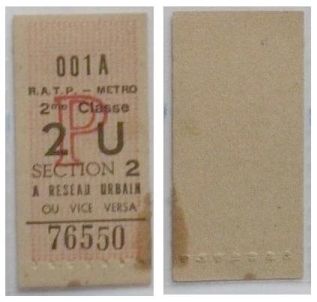 001A
R.A.T.P. - METRO
2me Classe
P
2 U
SECTION 2
A RESEAU URBAIN
OU VICE VERSA
76550